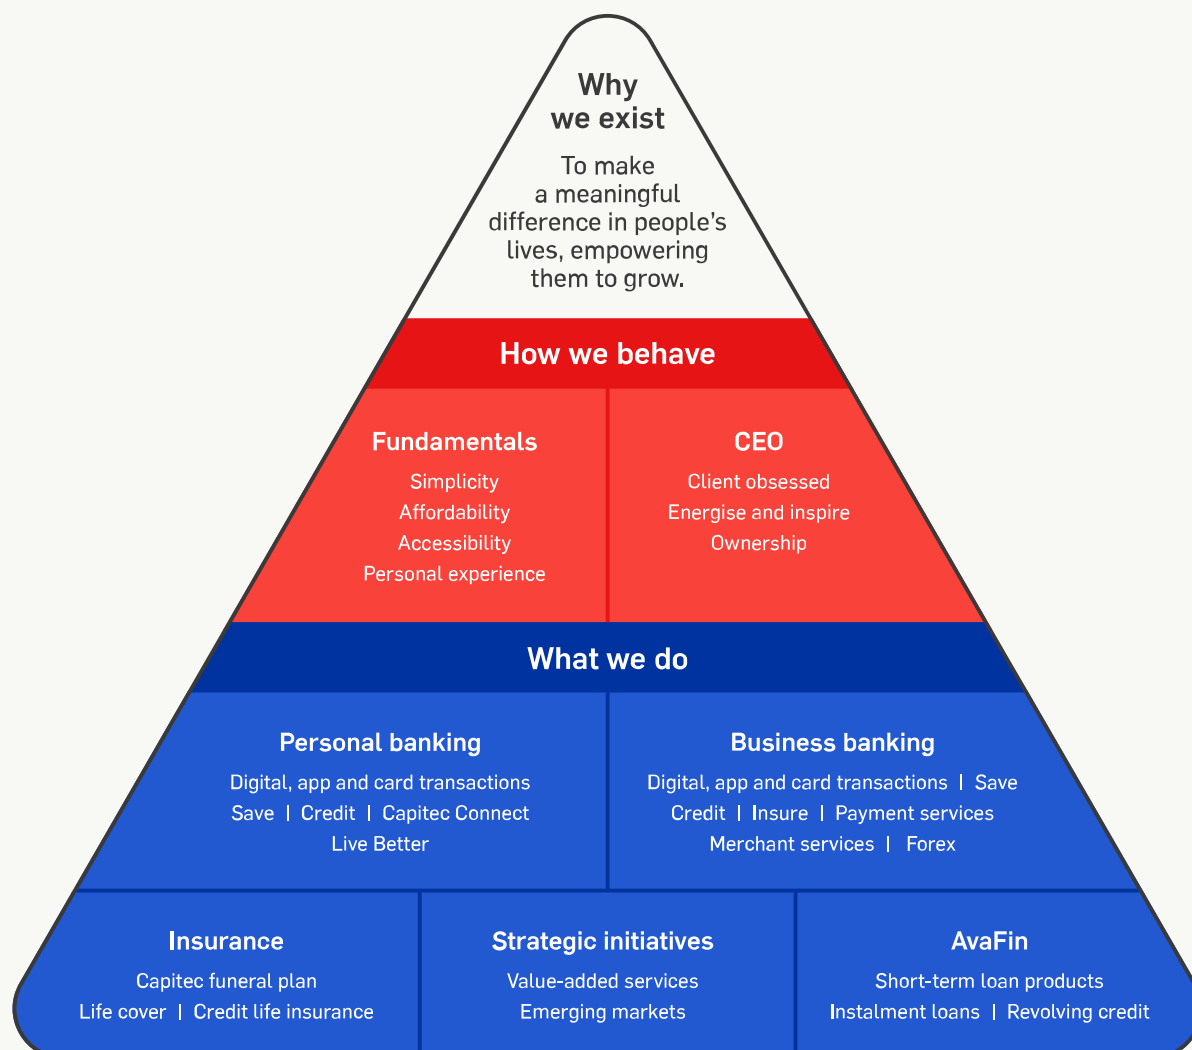 Why
we exist
To make
a meaningful
difference in people’s
lives, empowering
them to grow.
How we behave
Fundamentals
Simplicity
Affordability
Accessibility
Personal experience
CEO
Client obsessed
Energise and inspire
Ownership
What we do
Personal banking
Digital, app and card transactions
Save | Credit | Capitec Connect
Live Better
Business banking
Digital, app and card transactions | Save
Credit | Insure | Payment services
Merchant services | Forex
Insurance
Capitec funeral plan
Life cover | Credit life insurance
Strategic initiatives
Value-added services
Emerging markets
AvaFin
Short-term loan products
Instalment loans | Revolving credit